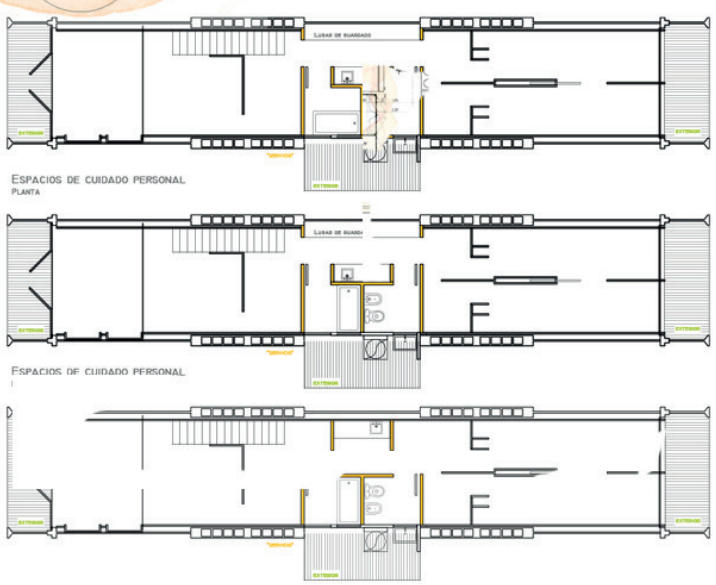 LUGAR DE GUARDADO
EXTERIOR
EXTERIOR
"SERVICIO"
EXTERIOR
ESPACIOS DE CUIDADO PERSONAL
PLANTA
LUGAR DE GUARDA
EXTERIOR
EXTERIOR
"SERVICIO"
EXTERIOR
ESPACIOS DE CUIDADO PERSONAL
EXTERIOR
EXTERIOR
"SERVICIO"
EXTERIOR